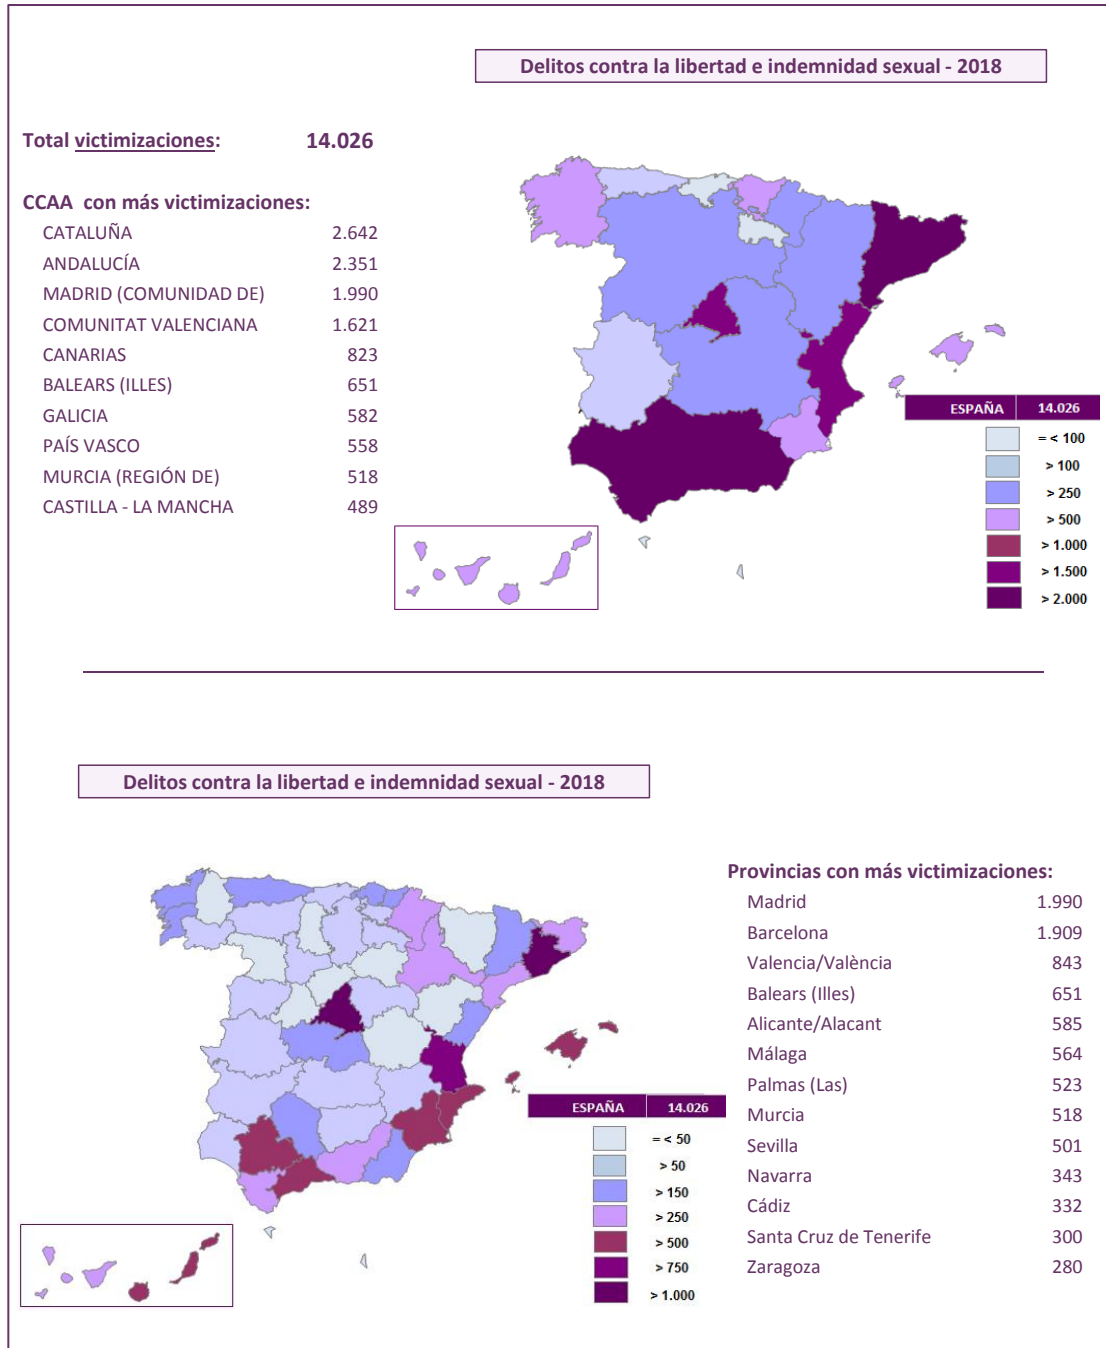 Delitos contra la libertad e indemnidad sexual - 2018
Total victimizaciones: 14.026
CCAA con más victimizaciones:
CATALUÑA 2.642
ANDALUCÍA 2.351
MADRID (COMUNIDAD DE) 1.990
COMUNITAT VALENCIANA 1.621
CANARIAS 823
BALEARS (ILLES) 651
GALICIA 582
PAÍS VASCO 558
MURCIA (REGIÓN DE) 518
CASTILLA - LA MANCHA 489
ESPAÑA 14.026
= < 100
> 100
> 250
> 500
> 1.000
> 1.500
> 2.000
Delitos contra la libertad e indemnidad sexual - 2018
Provincias con más victimizaciones:
Madrid 1.990
Barcelona 1.909
Valencia/València 843
Balears (Illes) 651
Alicante/Alacant 585
Málaga 564
Palmas (Las) 523
Murcia 518
Sevilla 501
Navarra 343
Cádiz 332
Santa Cruz de Tenerife 300
Zaragoza 280
ESPAÑA 14.026
= < 50
> 50
> 150
> 250
> 500
> 750
> 1.000